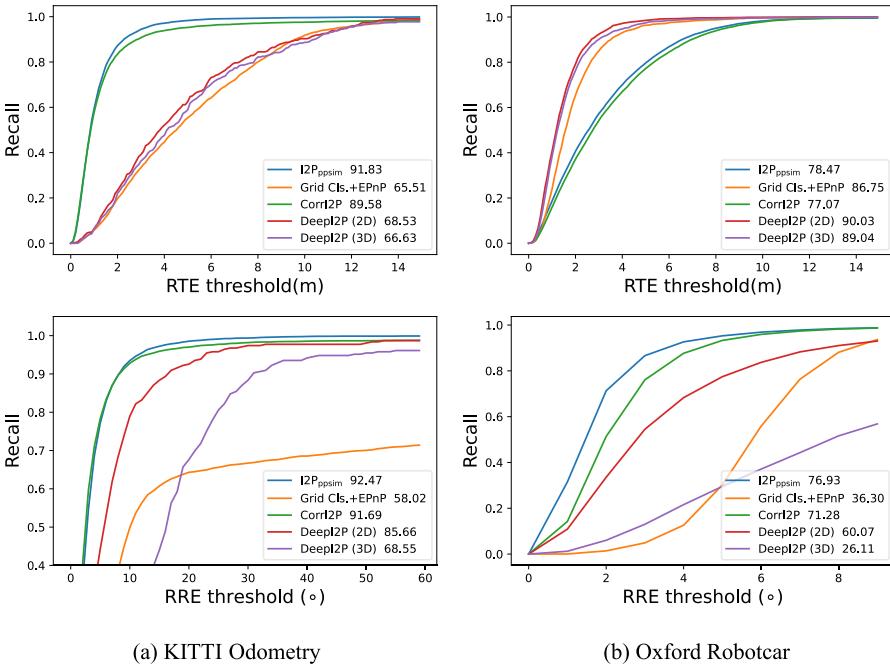 1.0
0.8
0.6
0.4
0.2
0.0
Recall
0 2 4 6 8 10 12 14
RTE threshold(m)
I2Pppsim 91.83
Grid Cls.+EPnP 65.51
CorrI2P 89.58
DeepI2P (2D) 68.53
DeepI2P (3D) 66.63
1.0
0.8
0.6
0.4
0.2
0.0
Recall
0 2 4 6 8 10 12 14
RTE threshold(m)
I2Pppsim 78.47
Grid Cls.+EPnP 86.75
CorrI2P 77.07
DeepI2P (2D) 90.03
DeepI2P (3D) 89.04
1.0
0.9
0.8
0.7
0.6
0.5
0.4
Recall
0 10 20 30 40 50 60
RRE threshold (∘)
I2Pppsim 92.47
Grid Cls.+EPnP 58.02
CorrI2P 91.69
DeepI2P (2D) 85.66
DeepI2P (3D) 68.55
1.0
0.8
0.6
0.4
0.2
0.0
Recall
0 2 4 6 8
RRE threshold (∘)
I2Pppsim 76.93
Grid Cls.+EPnP 36.30
CorrI2P 71.28
DeepI2P (2D) 60.07
DeepI2P (3D) 26.11
(a) KITTI Odometry
(b) Oxford Robotcar